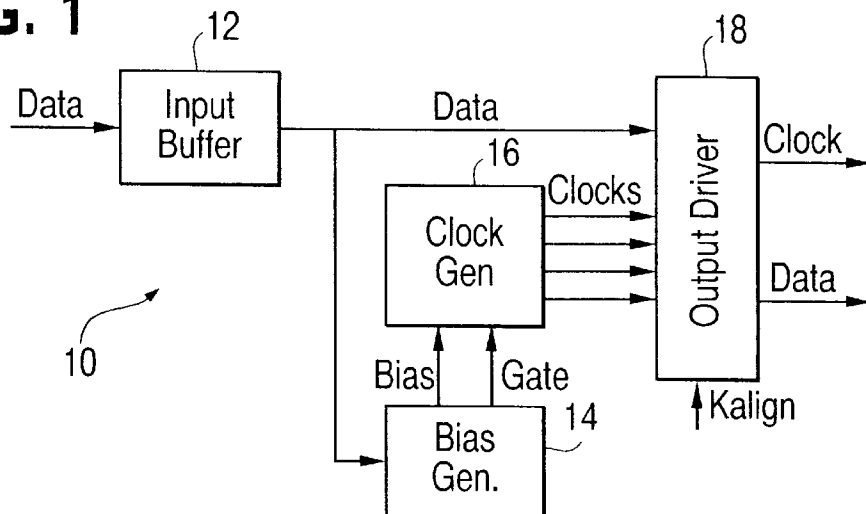 G. 1
12
18
Data
Input
Buffer
Data
16
Clock
Clocks
Clock
Gen
Output Driver
Data
10
Bias
Gate
Kalign
14
Bias
Gen.